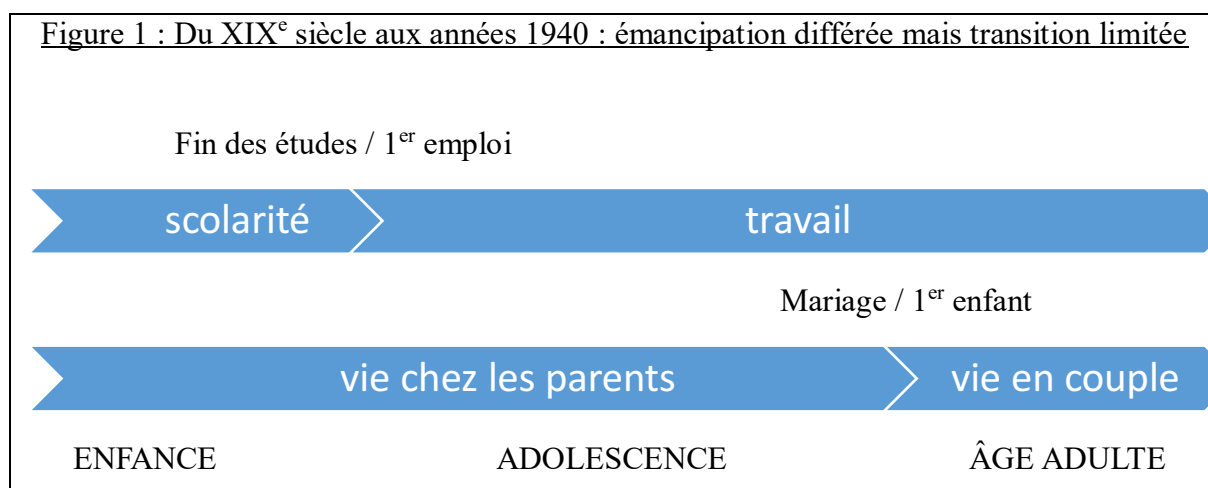 Figure 1 : Du XIXe siècle aux années 1940 : émancipation différée mais transition limitée
Fin des études / 1er emploi
scolarité travail
Mariage / 1er enfant
vie chez les parents vie en couple
ENFANCE ADOLESCENCE ÂGE ADULTE